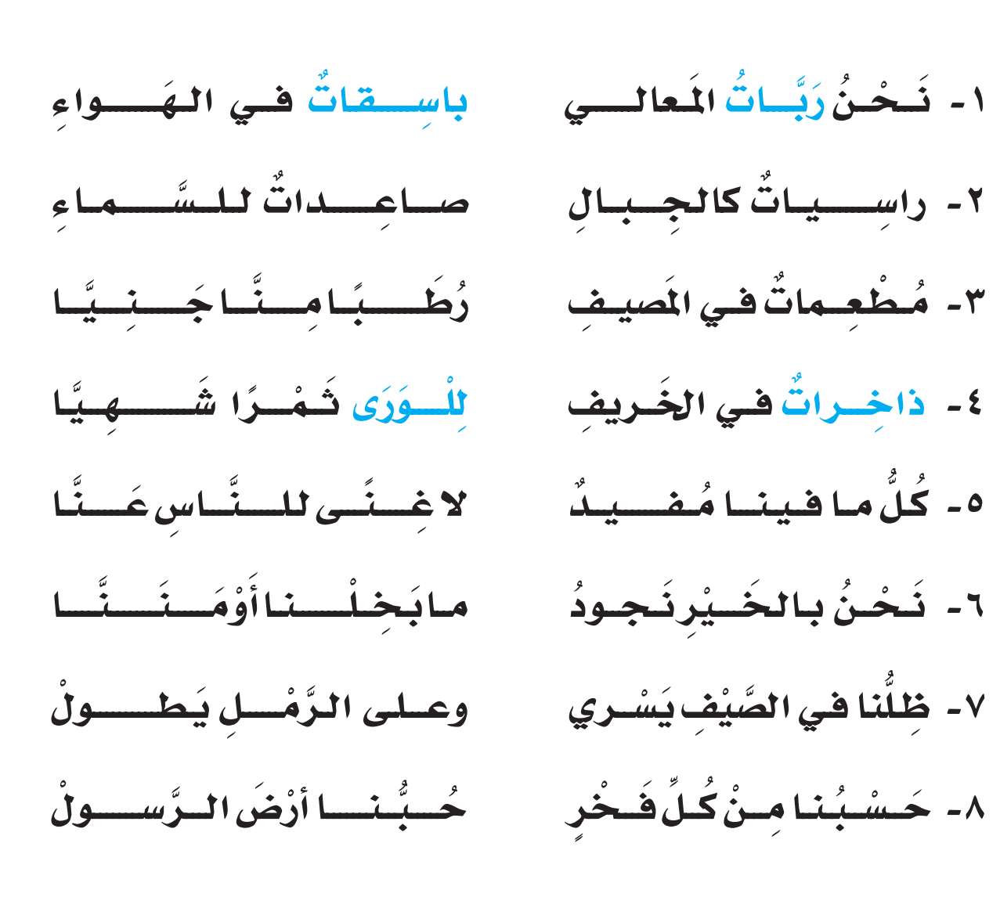 ١- نَحْنُ رَبَّاتُ المَعالي باسِقاتٌ في الهَواءِ
٢- راسِياتٌ كالجِبالِ صاعِداتٌ للسَّماءِ
٣- مُطْعِماتٌ في المَصيفِ رُطَبًا مِنَّا جَنِيَّا
٤- ذاخِراتٌ في الخَريفِ لِلْوَرَى ثَمْرًا شَهِيَّا
٥- كُلُّ ما فينا مُفيدٌ لا غِنًى للنَّاسِ عَنَّا
٦- نَحْنُ بالخَيْرِ نَجودُ ما بَخِلْنا أَوْ مَنَنَّا
٧- ظِلُّنا في الصَّيْفِ يَسْري وعلى الرَّمْلِ يَطولْ
٨- حَسْبُنا مِنْ كُلِّ فَخْرٍ حُبُّنا أرْضَ الرَّسولْ